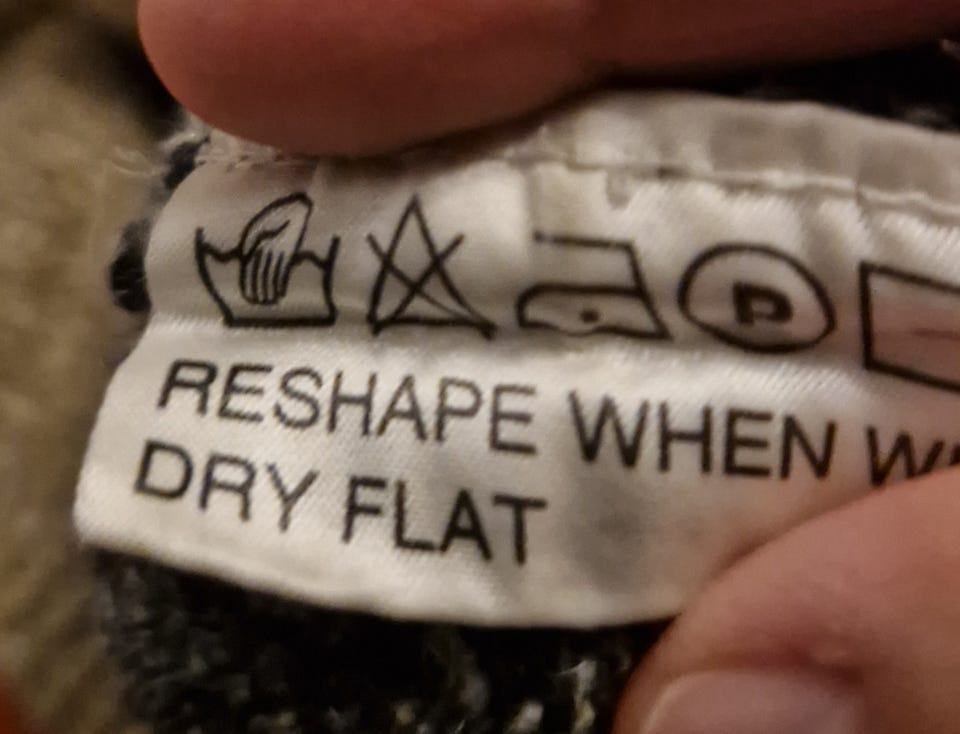 P
RESHAPE WHEN
DRY FLAT